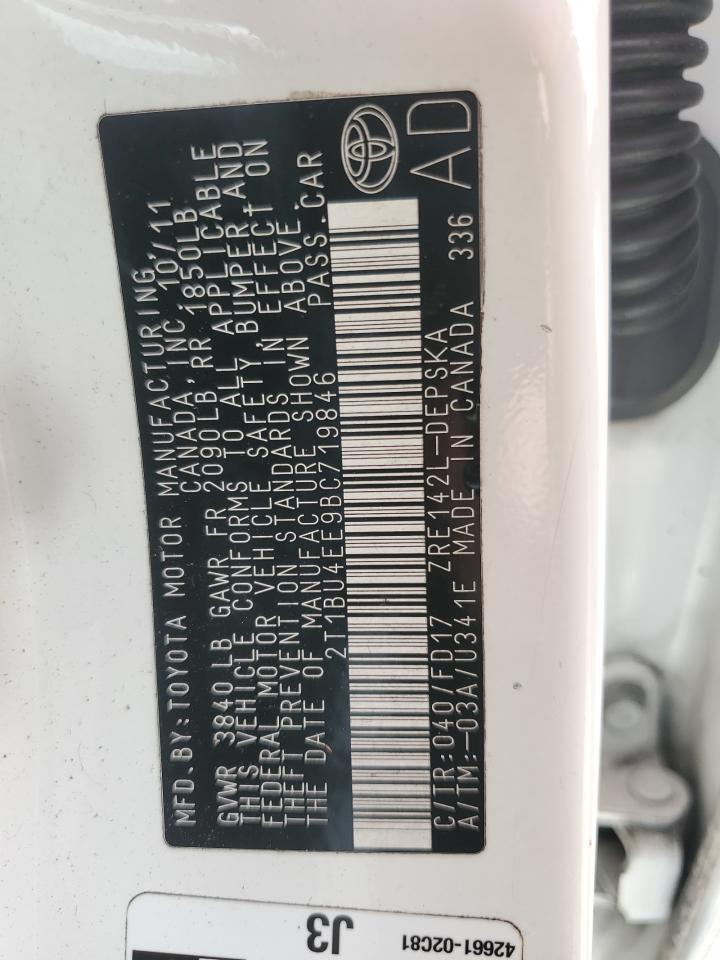 MFD.BY:TOYOTA MOTOR MANUFACTURING,
CANADA, INC 10/11
GVWR 3840LB GAWR FR 2090LB,RR 1850LB
THIS VEHICLE CONFORMS TO ALL APPLICABLE
FEDERAL MOTOR VEHICLE SAFETY, BUMPER, AND
THEFT PREVENTION STANDARDS IN EFFECT ON
THE DATE OF MANUFACTURE SHOWN ABOVE.
2T1BU4EE9BC719846 PASS.CAR
C/TR:040/FD17 ZRE142L-DEPSKA 336
A/TM:-03A/U341E MADE IN CANADA AD
J3
42661-02C81